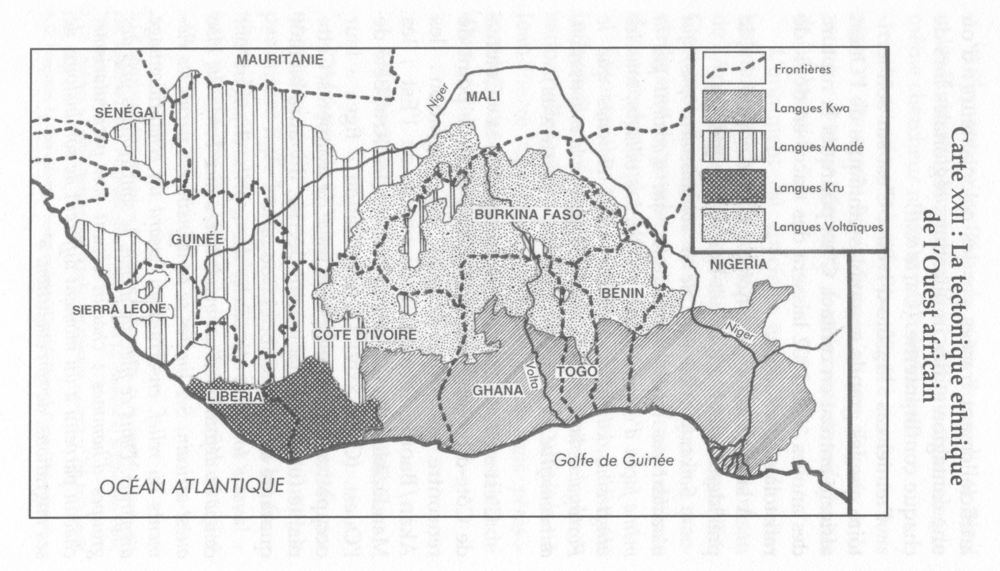 Carte XXII : La tectonique ethnique
de l'Ouest africain
MAURITANIE
Frontières
SÉNÉGAL
Niger
MALI
Langues Kwa
Langues Mandé
Langues Kru
BURKINA FASO
Langues Voltaïques
GUINÉE
NIGERIA
SIERRA LEONE
BÉNIN
CÔTE D'IVOIRE
Niger
LIBERIA
GHANA
Volta
TOGO
Golfe de Guinée
OCÉAN ATLANTIQUE